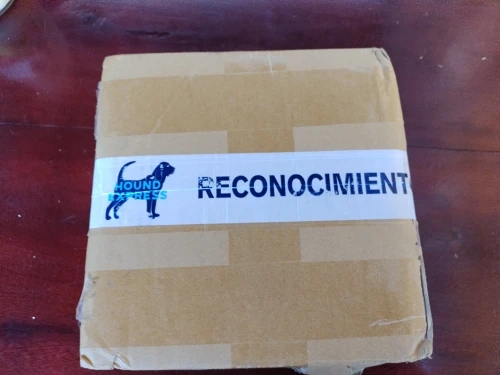 HOUND
EXPRESS
RECONOCIMIENT